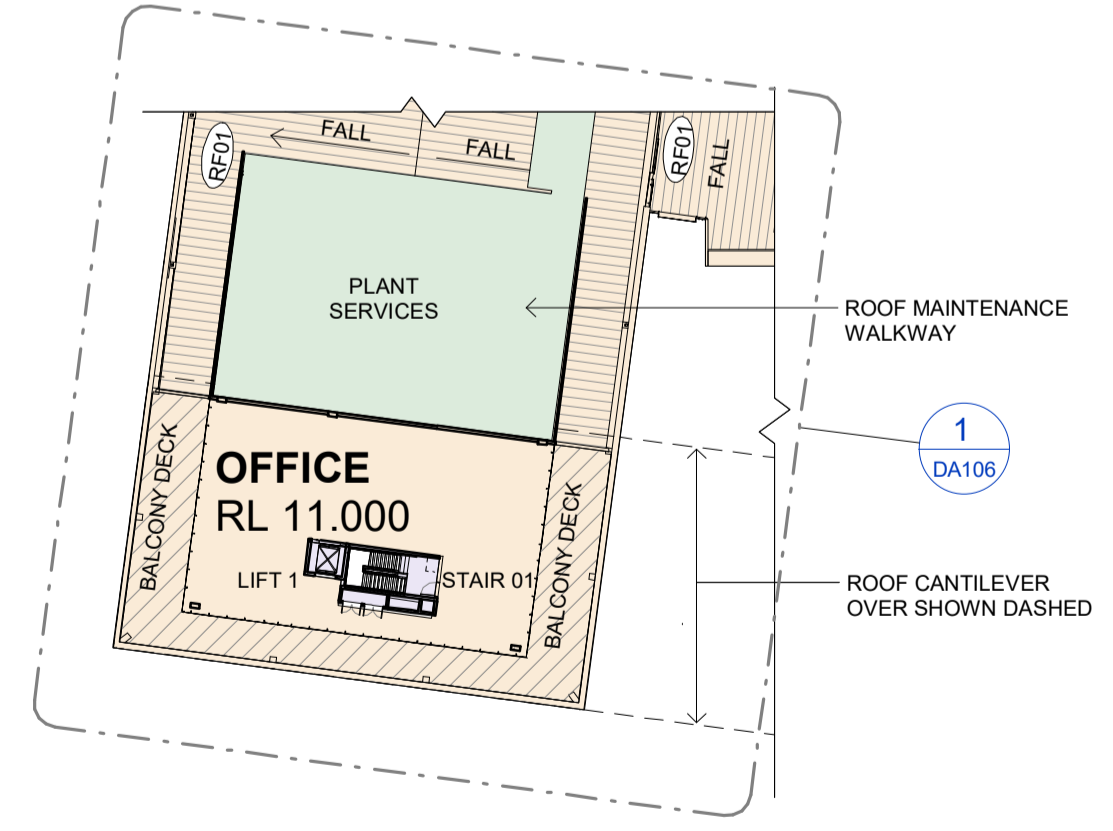 RF01
FALL
FALL
RF01
FALL
PLANT
SERVICES
ROOF MAINTENANCE
WALKWAY
1
DA106
BALCONY DECK
OFFICE
RL 11.000
BALCONY DECK
LIFT 1
STAIR 01
ROOF CANTILEVER
OVER SHOWN DASHED